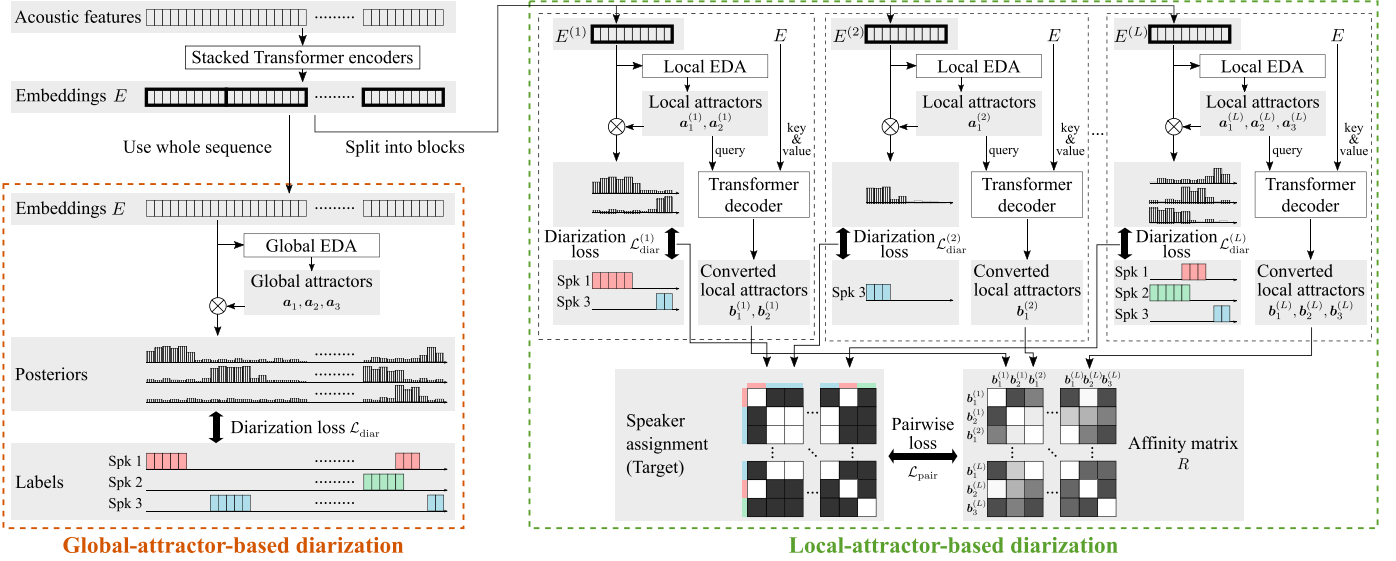 Acoustic features
Stacked Transformer encoders
Embeddings E
Use whole sequence
Split into blocks
Embeddings E
Global EDA
Global attractors
a₁, a₂, a₃
Posteriors
Diarization loss ℒ_diar
Labels
Spk 1
Spk 2
Spk 3
Global-attractor-based diarization
E⁽¹⁾
E
Local EDA
Local attractors
a₁⁽¹⁾, a₂⁽¹⁾
query
key
&
value
Transformer
decoder
Diarization
loss
ℒ_diar⁽¹⁾
Spk 1
Spk 3
Converted
local attractors
b₁⁽¹⁾, b₂⁽¹⁾
E⁽²⁾
E
Local EDA
Local attractors
a₁⁽²⁾
query
key
&
value
Transformer
decoder
Diarization
loss
ℒ_diar⁽²⁾
Spk 3
Converted
local attractors
b₁⁽²⁾
...
E⁽ᴸ⁾
E
Local EDA
Local attractors
a₁⁽ᴸ⁾, a₂⁽ᴸ⁾, a₃⁽ᴸ⁾
query
key
&
value
Transformer
decoder
Diarization
loss
ℒ_diar⁽ᴸ⁾
Spk 1
Spk 2
Spk 3
Converted
local attractors
b₁⁽ᴸ⁾, b₂⁽ᴸ⁾, b₃⁽ᴸ⁾
Speaker
assignment
(Target)
Pairwise
loss
ℒ_pair
b₁⁽¹⁾ b₂⁽¹⁾ b₁⁽²⁾ b₁⁽ᴸ⁾ b₂⁽ᴸ⁾ b₃⁽ᴸ⁾
b₁⁽¹⁾
b₂⁽¹⁾
b₁⁽²⁾
b₁⁽ᴸ⁾
b₂⁽ᴸ⁾
b₃⁽ᴸ⁾
Affinity matrix
R
Local-attractor-based diarization